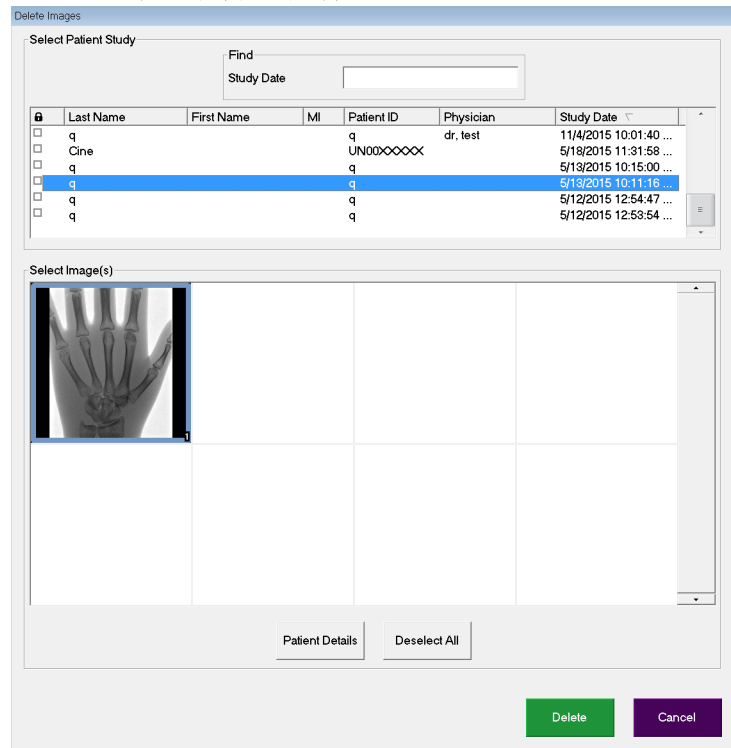 Delete Images
Select Patient Study
Find
Study Date
Last Name First Name MI Patient ID Physician Study Date
q q dr, test 11/4/2015 10:01:40 ...
Cine UN00XXXXX 5/18/2015 11:31:58 ...
q q 5/13/2015 10:15:00 ...
q q 5/13/2015 10:11:16 ...
q q 5/12/2015 12:54:47 ...
q q 5/12/2015 12:53:54 ...
Select Image(s)
1
Patient Details Deselect All
Delete Cancel